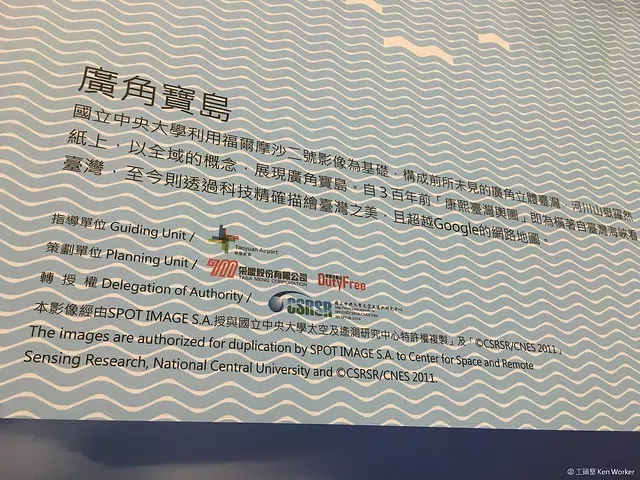 廣角寶島
國立中央大學利用福爾摩沙二號影像為基礎，構成前所未見的廣角立體臺灣、河川山嶽躍然
紙上，以全域的概念，展現廣角寶島。自３百年前「康熙臺灣輿圖」即為橫著自臺灣海峽看
臺灣，至今則透過科技精確描繪臺灣之美，且超越Google的網路地圖。
指導單位 Guiding Unit / Taoyuan Airport
策劃單位 Planning Unit / 采盟股份有限公司 TASA MENG CORPORATION DutyFree
轉 授 權 Delegation of Authority / CSRSR
本影像經由SPOT IMAGE S.A.授與國立中央大學太空及遙測研究中心特許權複製」及「©CSRSR/CNES 2011」
The images are authorized for duplication by SPOT IMAGE S.A. to Center for Space and Remote
Sensing Research, National Central University and ©CSRSR/CNES 2011.
@ 工頭堅 Ken Worker